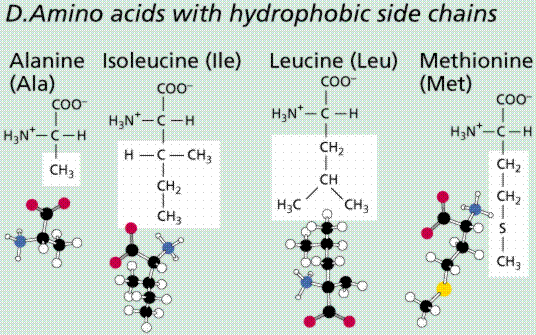 D.Amino acids with hydrophobic side chains
Alanine
(Ala)
COO⁻
H₃N⁺—C—H
CH₃
Isoleucine (Ile)
COO⁻
H₃N⁺—C—H
H—C—CH₃
CH₂
CH₃
Leucine (Leu)
COO⁻
H₃N⁺—C—H
CH₂
CH
H₃C CH₃
Methionine
(Met)
COO⁻
H₃N⁺—C—H
CH₂
CH₂
S
CH₃